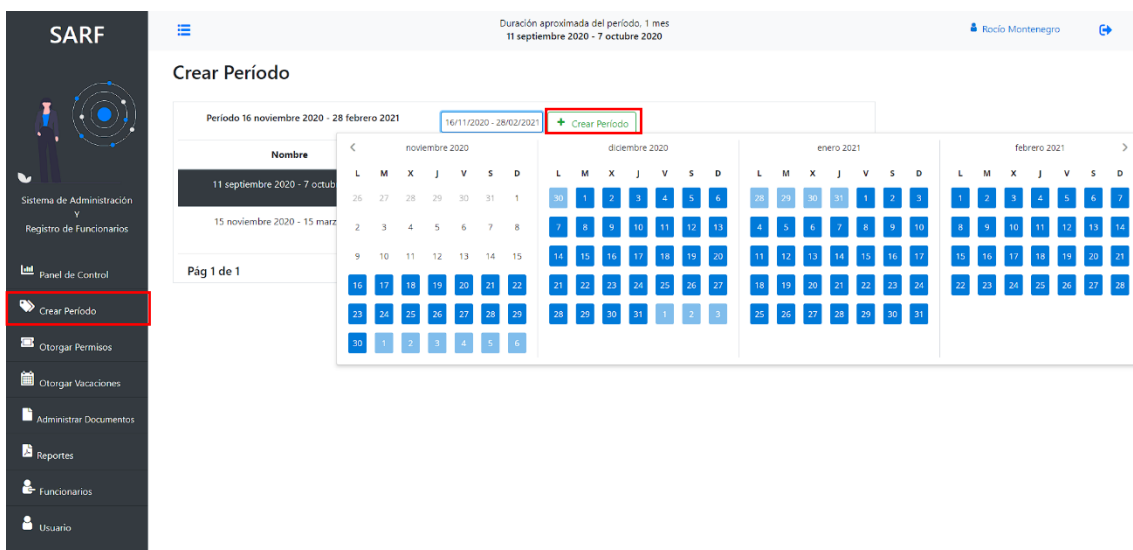 SARF
Duración aproximada del período, 1 mes
11 septiembre 2020 - 7 octubre 2020
Rocío Montenegro
Crear Período
Período 16 noviembre 2020 - 28 febrero 2021
16/11/2020 - 28/02/2021
+ Crear Período
Nombre
11 septiembre 2020 - 7 octub
15 noviembre 2020 - 15 marz
Pág 1 de 1
noviembre 2020
L M X J V S D
26 27 28 29 30 31 1
2 3 4 5 6 7 8
9 10 11 12 13 14 15
16 17 18 19 20 21 22
23 24 25 26 27 28 29
30 1 2 3 4 5 6
diciembre 2020
L M X J V S D
30 1 2 3 4 5 6
7 8 9 10 11 12 13
14 15 16 17 18 19 20
21 22 23 24 25 26 27
28 29 30 31 1 2 3
enero 2021
L M X J V S D
28 29 30 31 1 2 3
4 5 6 7 8 9 10
11 12 13 14 15 16 17
18 19 20 21 22 23 24
25 26 27 28 29 30 31
febrero 2021
L M X J V S D
1 2 3 4 5 6 7
8 9 10 11 12 13 14
15 16 17 18 19 20 21
22 23 24 25 26 27 28
Sistema de Administración
Y
Registro de Funcionarios
Panel de Control
Crear Período
Otorgar Permisos
Otorgar Vacaciones
Administrar Documentos
Reportes
Funcionarios
Usuario